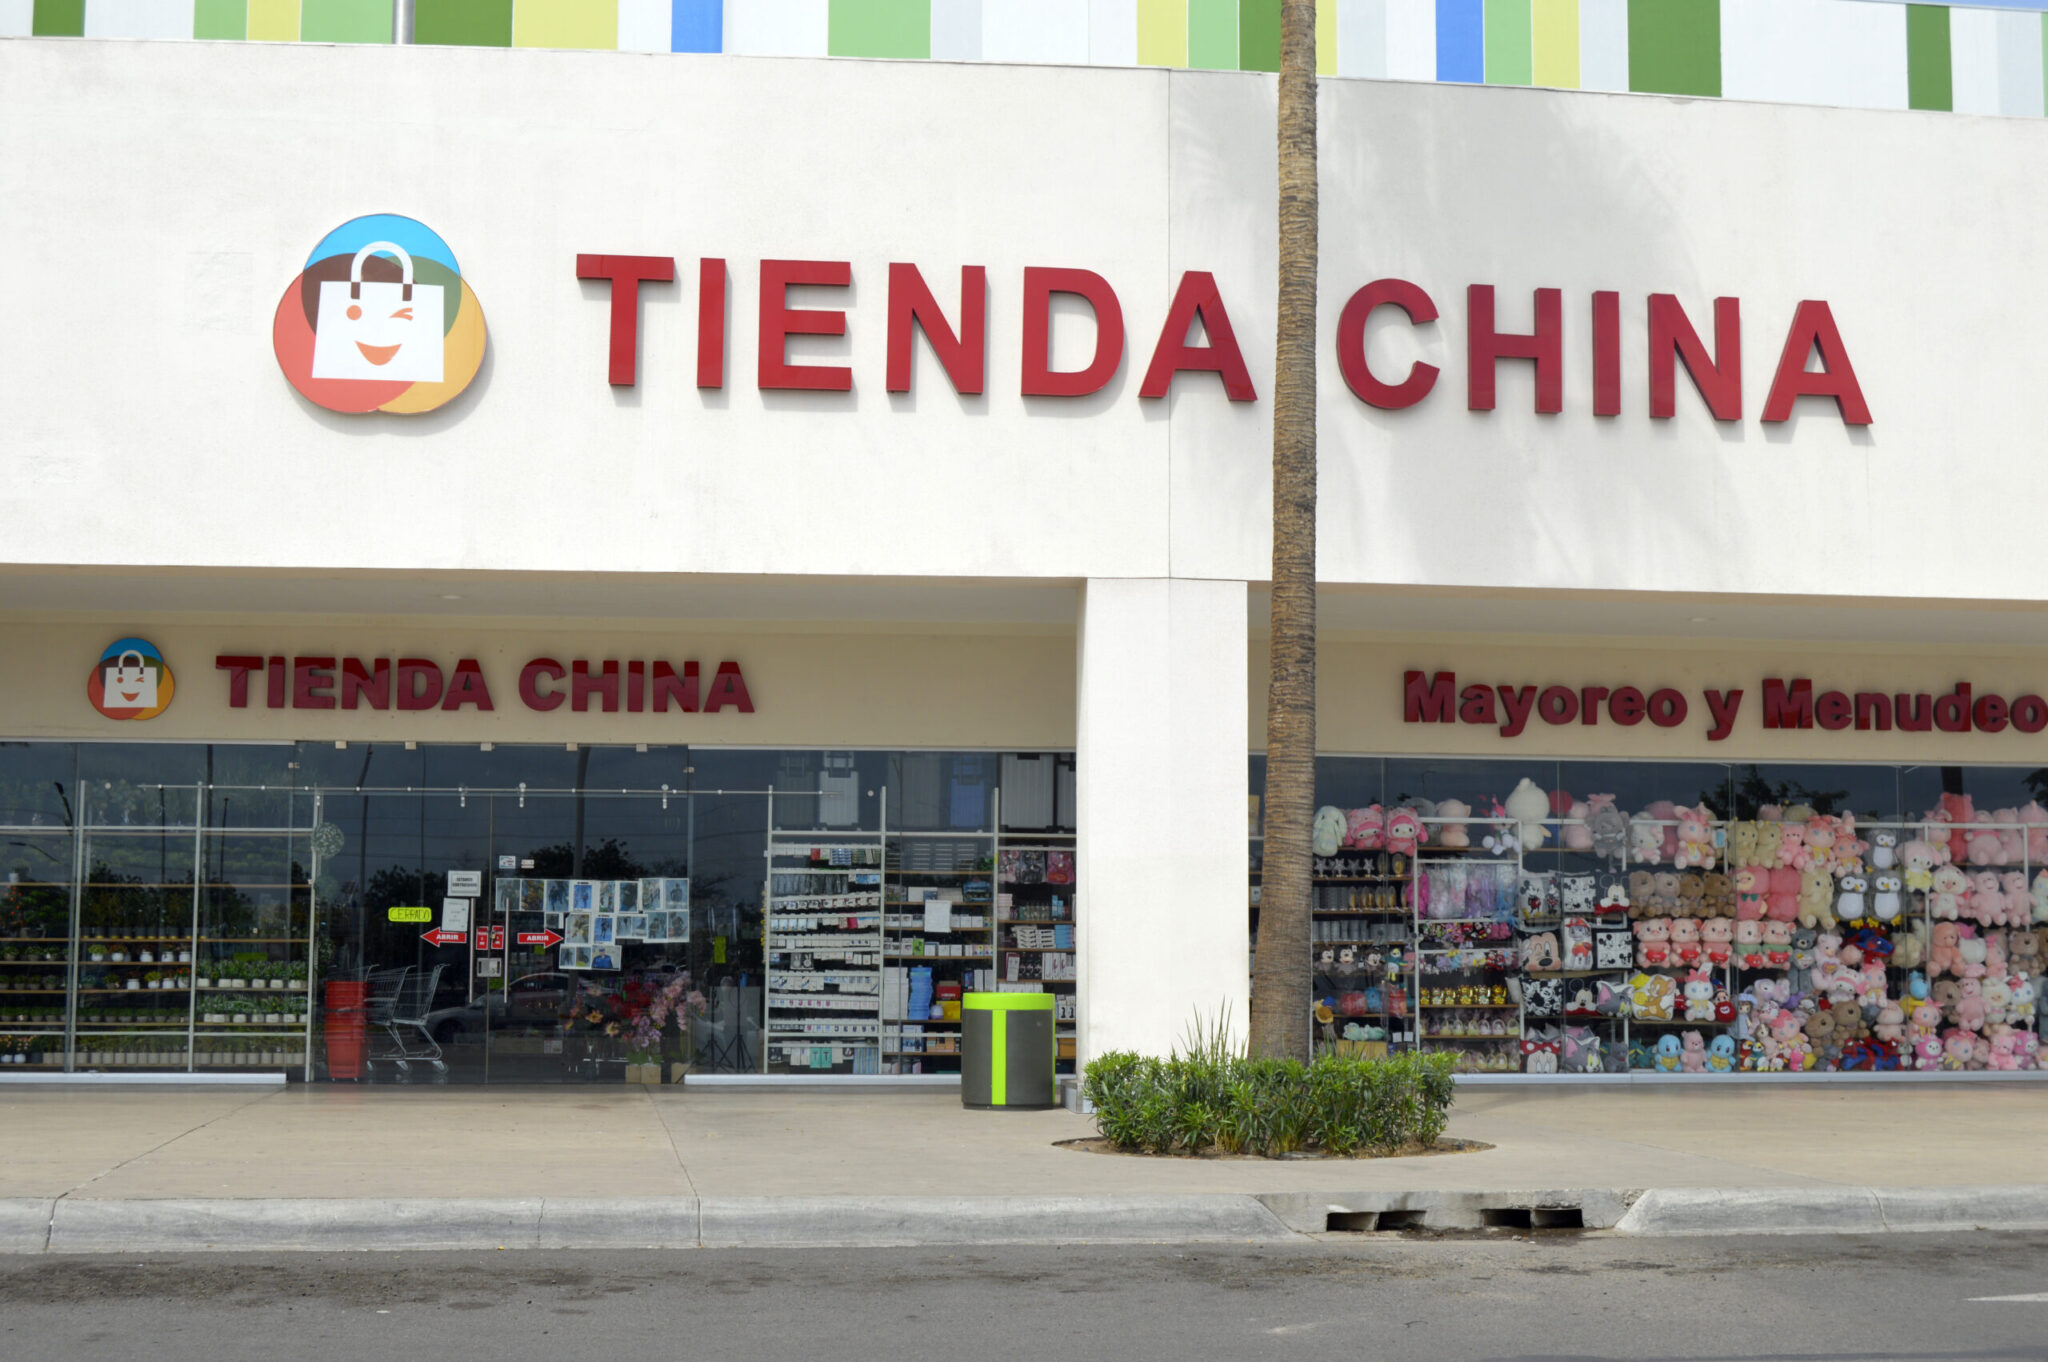 TIENDA CHINA
TIENDA CHINA
Mayoreo y Menudeo
CERRADO
ABRIR
ABRIR